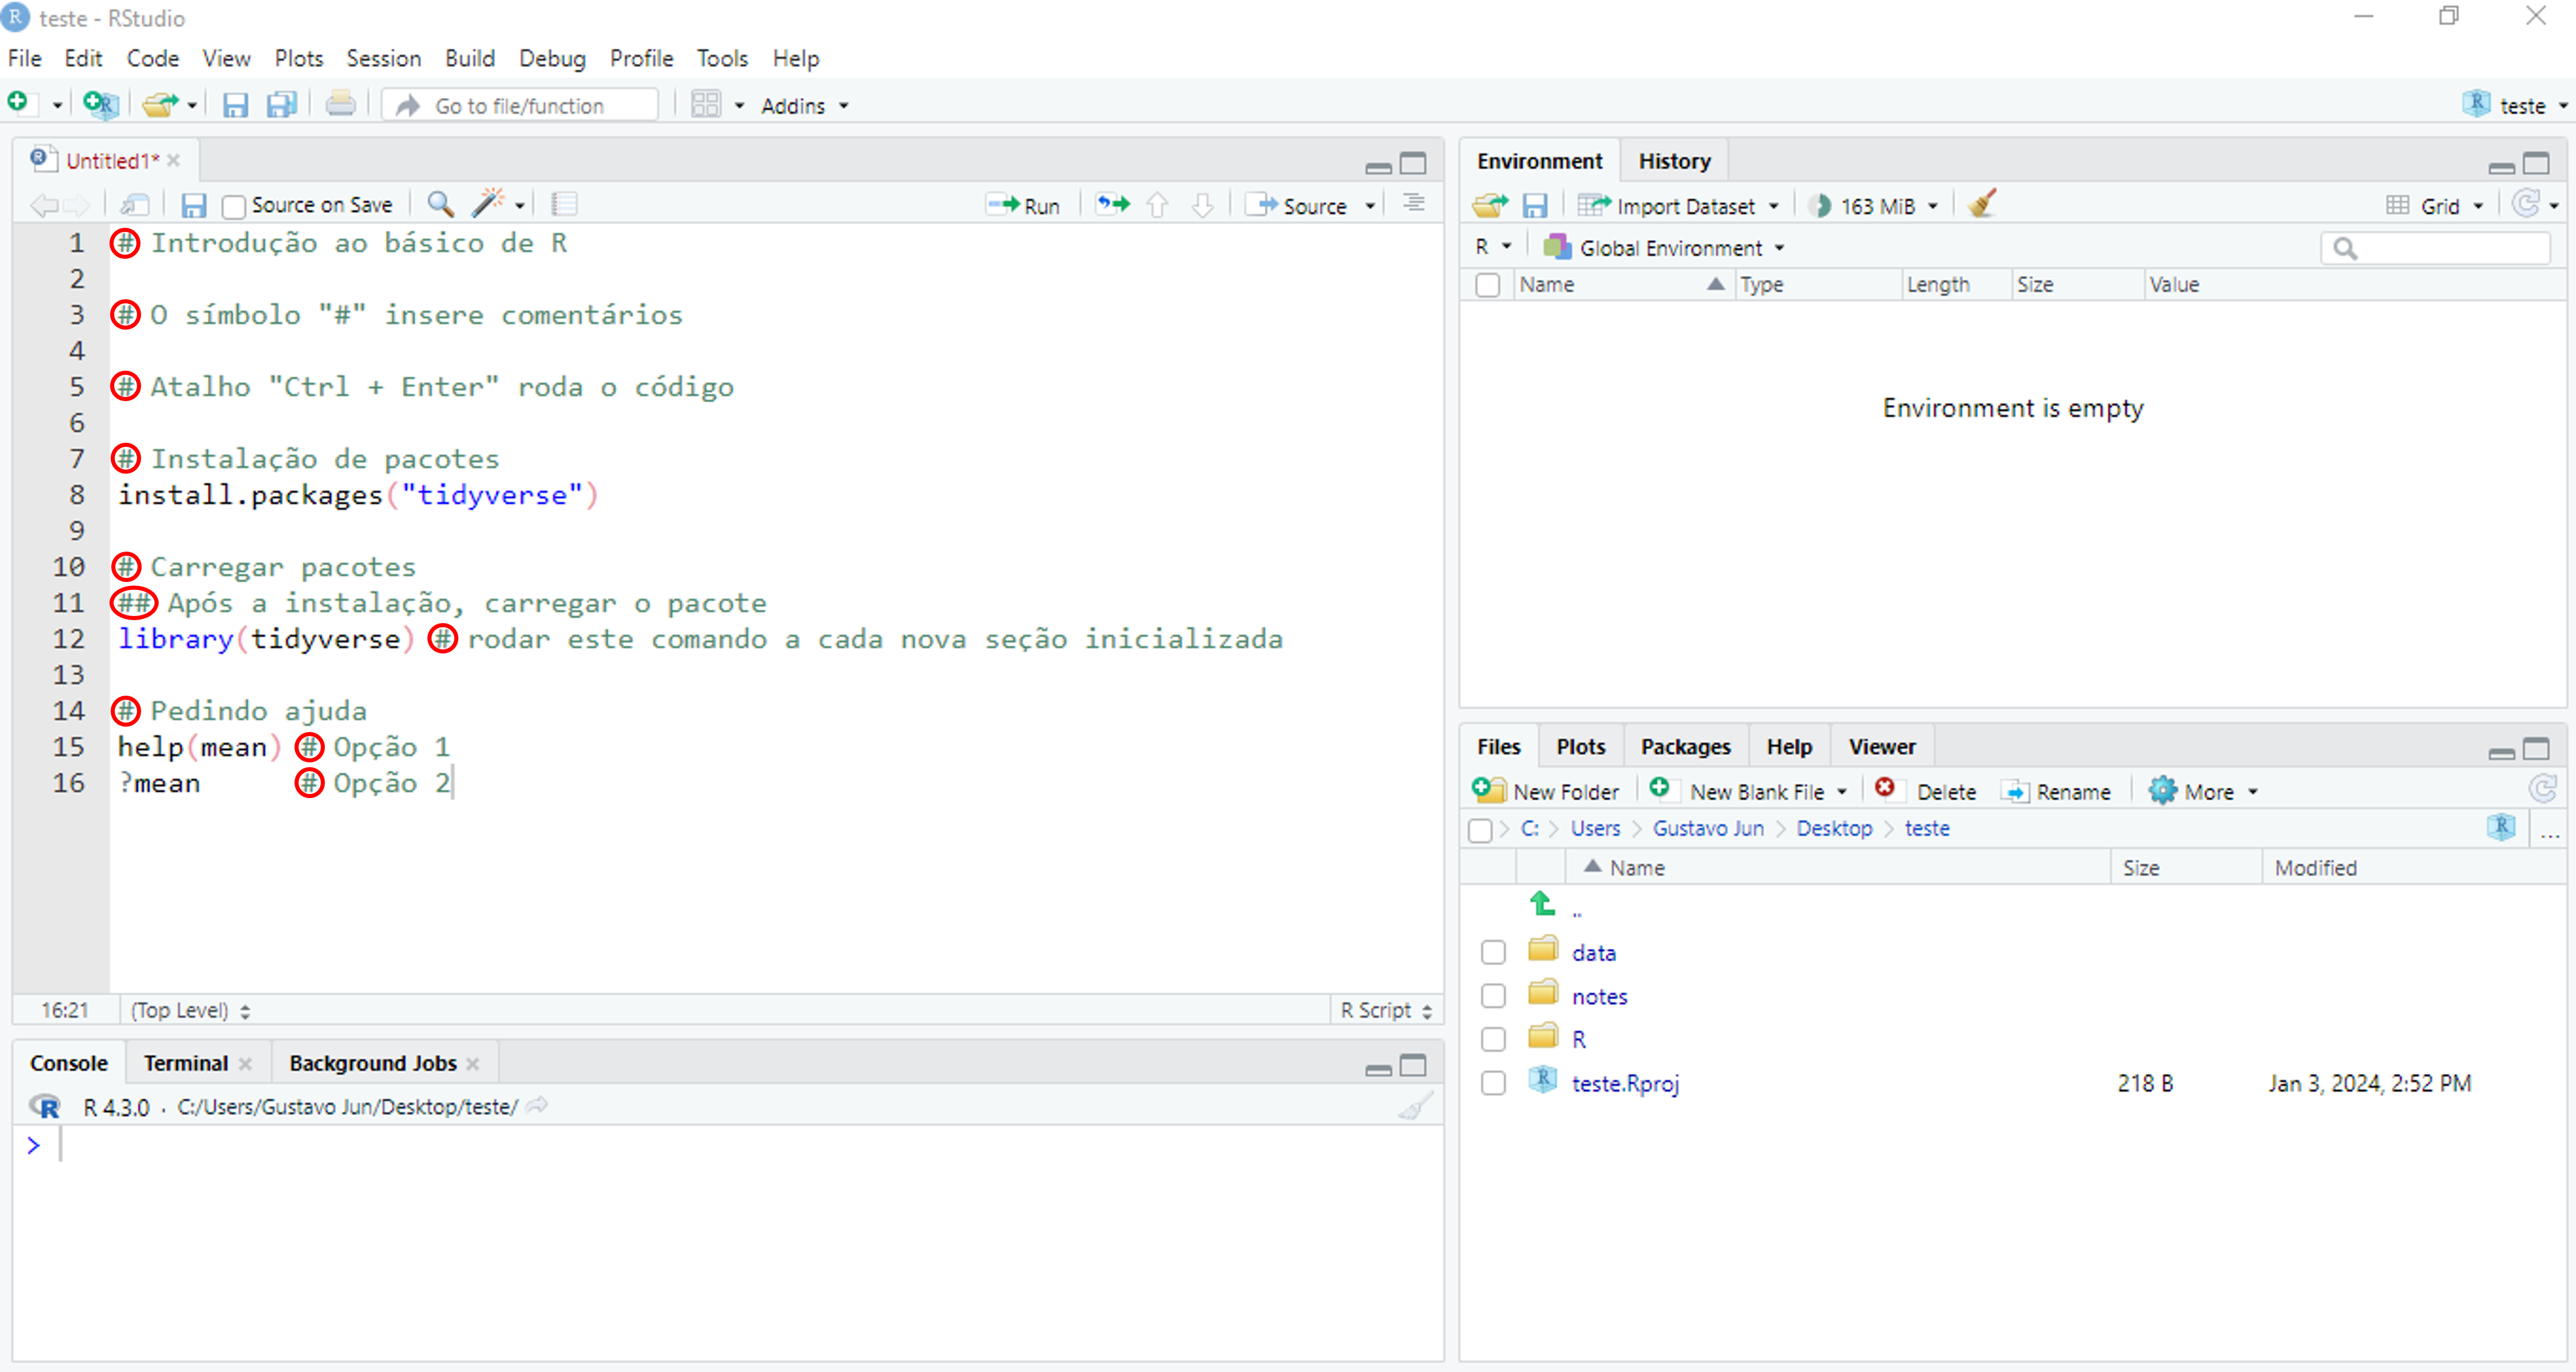 teste - RStudio
File Edit Code View Plots Session Build Debug Profile Tools Help
Go to file/function Addins teste
Untitled1*
Source on Save Run Source
1 # Introdução ao básico de R
2
3 # O símbolo "#" insere comentários
4
5 # Atalho "Ctrl + Enter" roda o código
6
7 # Instalação de pacotes
8 install.packages("tidyverse")
9
10 # Carregar pacotes
11 ## Após a instalação, carregar o pacote
12 library(tidyverse) # rodar este comando a cada nova seção inicializada
13
14 # Pedindo ajuda
15 help(mean) # Opção 1
16 ?mean # Opção 2
16:21 (Top Level) R Script
Console Terminal Background Jobs
R 4.3.0 · C:/Users/Gustavo Jun/Desktop/teste/
>
Environment History
Import Dataset 163 MiB Grid
R Global Environment
Name Type Length Size Value
Environment is empty
Files Plots Packages Help Viewer
New Folder New Blank File Delete Rename More
C: > Users > Gustavo Jun > Desktop > teste ...
Name Size Modified
..
data
notes
R
teste.Rproj 218 B Jan 3, 2024, 2:52 PM